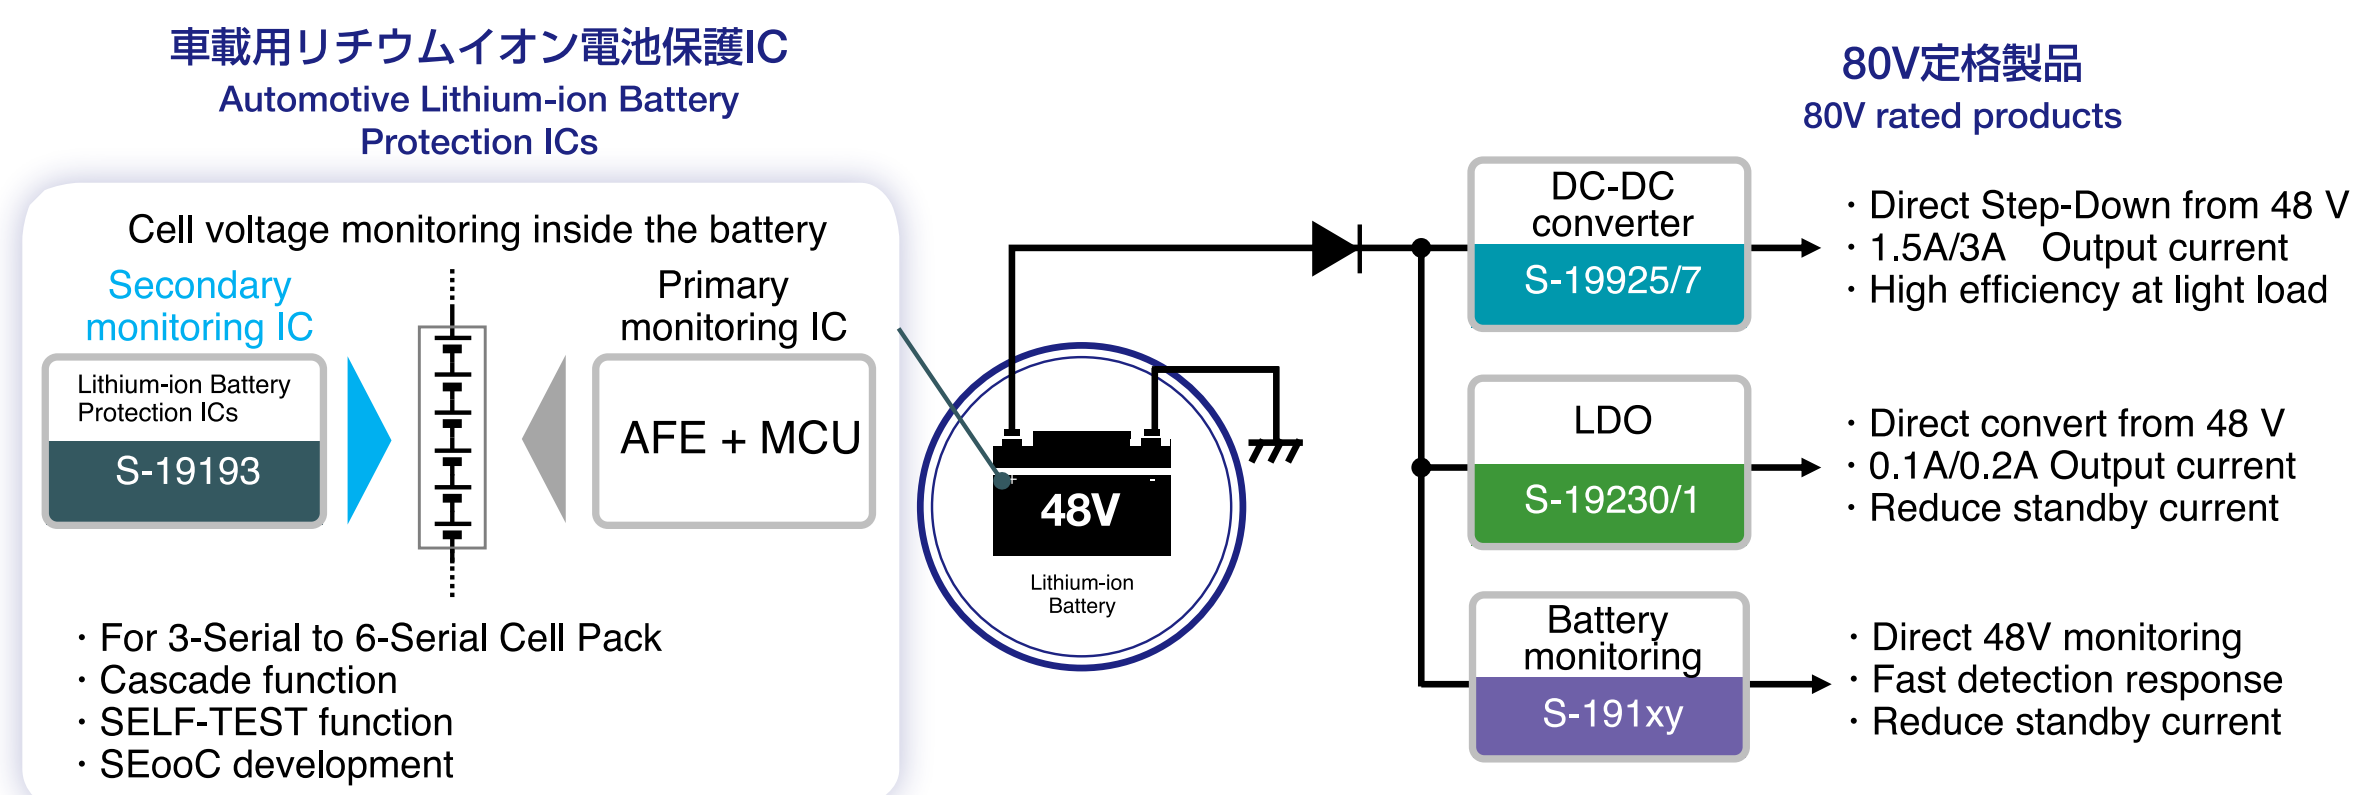 車載用リチウムイオン電池保護IC
Automotive Lithium-ion Battery
Protection ICs
Cell voltage monitoring inside the battery
Secondary
monitoring IC
Lithium-ion Battery
Protection ICs
S-19193
Primary
monitoring IC
AFE + MCU
・For 3-Serial to 6-Serial Cell Pack
・Cascade function
・SELF-TEST function
・SEooC development
+ -
48V
Lithium-ion
Battery
80V定格製品
80V rated products
DC-DC
converter
S-19925/7
・Direct Step-Down from 48 V
・1.5A/3A Output current
・High efficiency at light load
LDO
S-19230/1
・Direct convert from 48 V
・0.1A/0.2A Output current
・Reduce standby current
Battery
monitoring
S-191xy
・Direct 48V monitoring
・Fast detection response
・Reduce standby current